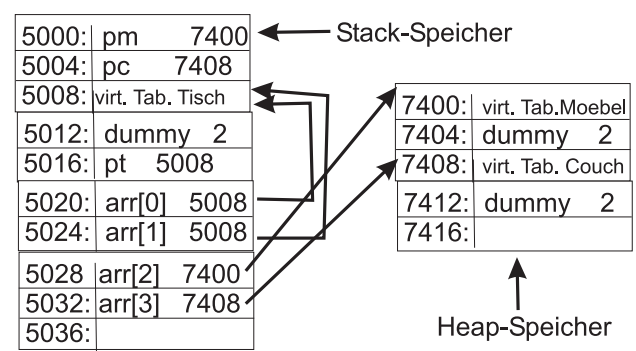 5000: pm 7400
Stack-Speicher
5004: pc 7408
5008: virt. Tab. Tisch
5012: dummy 2
5016: pt 5008
5020: arr[0] 5008
5024: arr[1] 5008
5028 arr[2] 7400
5032: arr[3] 7408
5036:
7400: virt. Tab.Moebel
7404: dummy 2
7408: virt. Tab. Couch
7412: dummy 2
7416:
Heap-Speicher